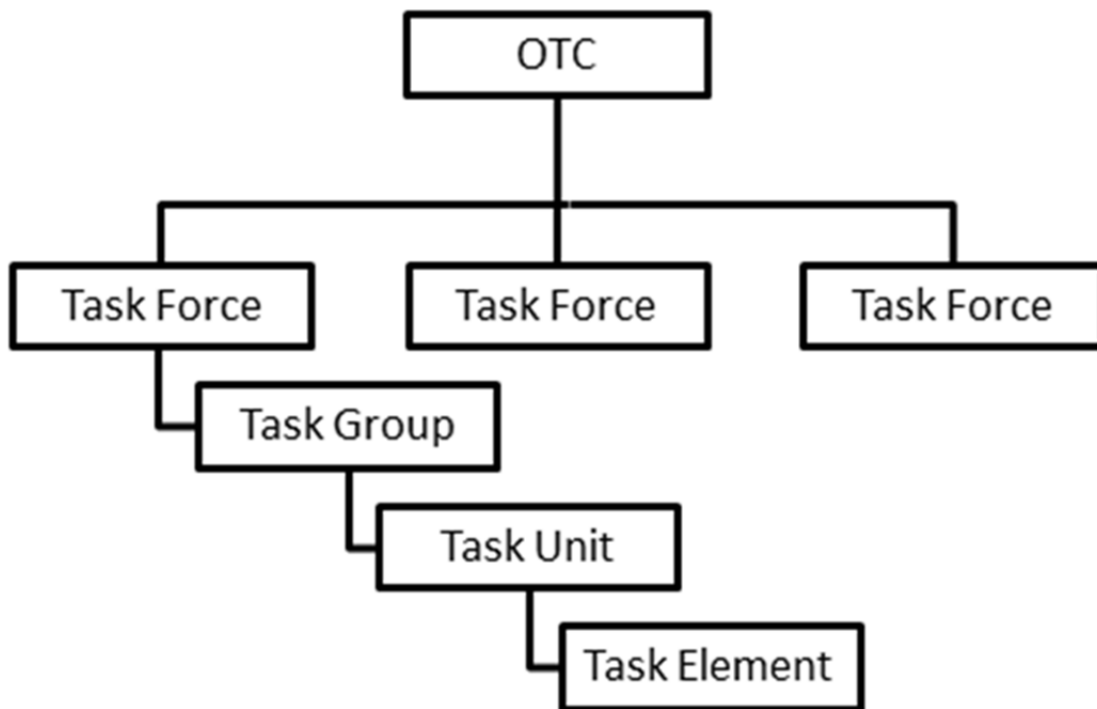 OTC
Task Force
Task Force
Task Force
Task Group
Task Unit
Task Element